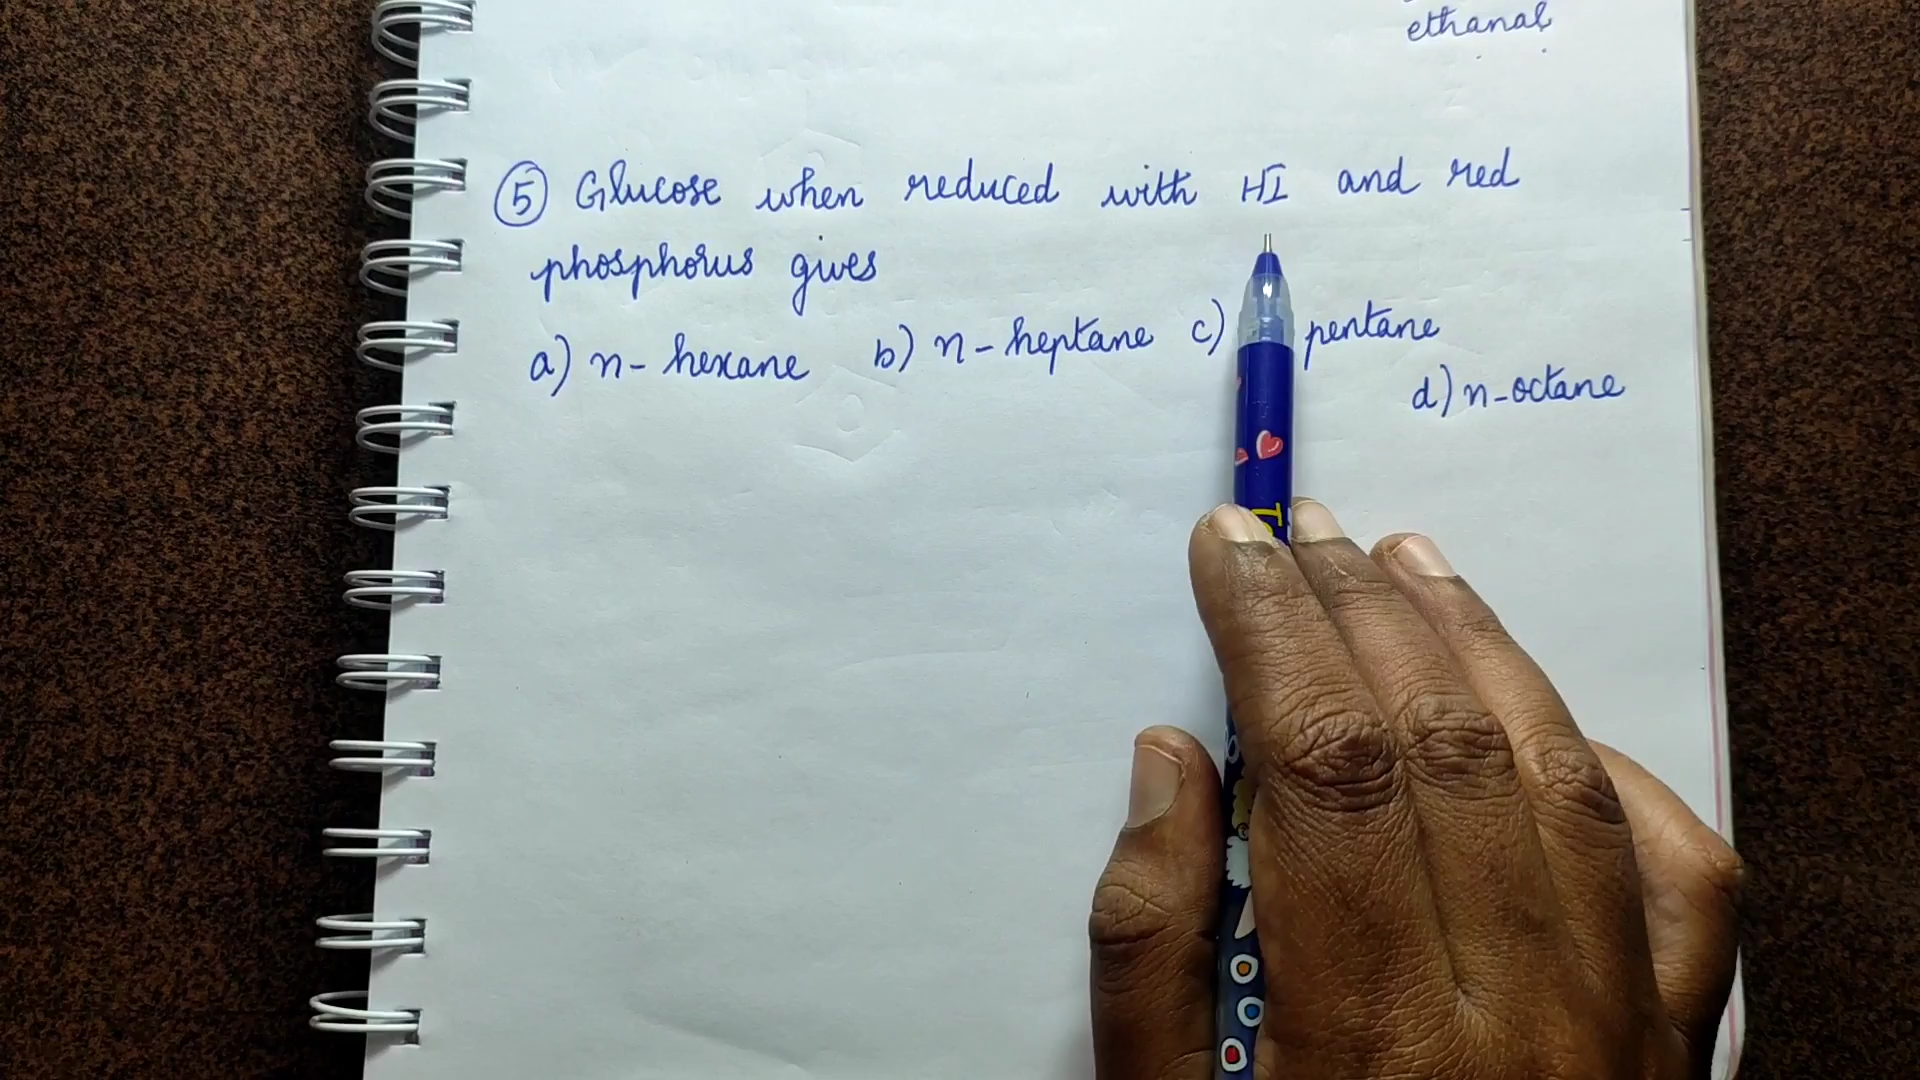 ethanal
⑤ Glucose when reduced with HI and red
phosphorus gives
a) n- hexane b) n- heptane c) pentane
d) n-octane